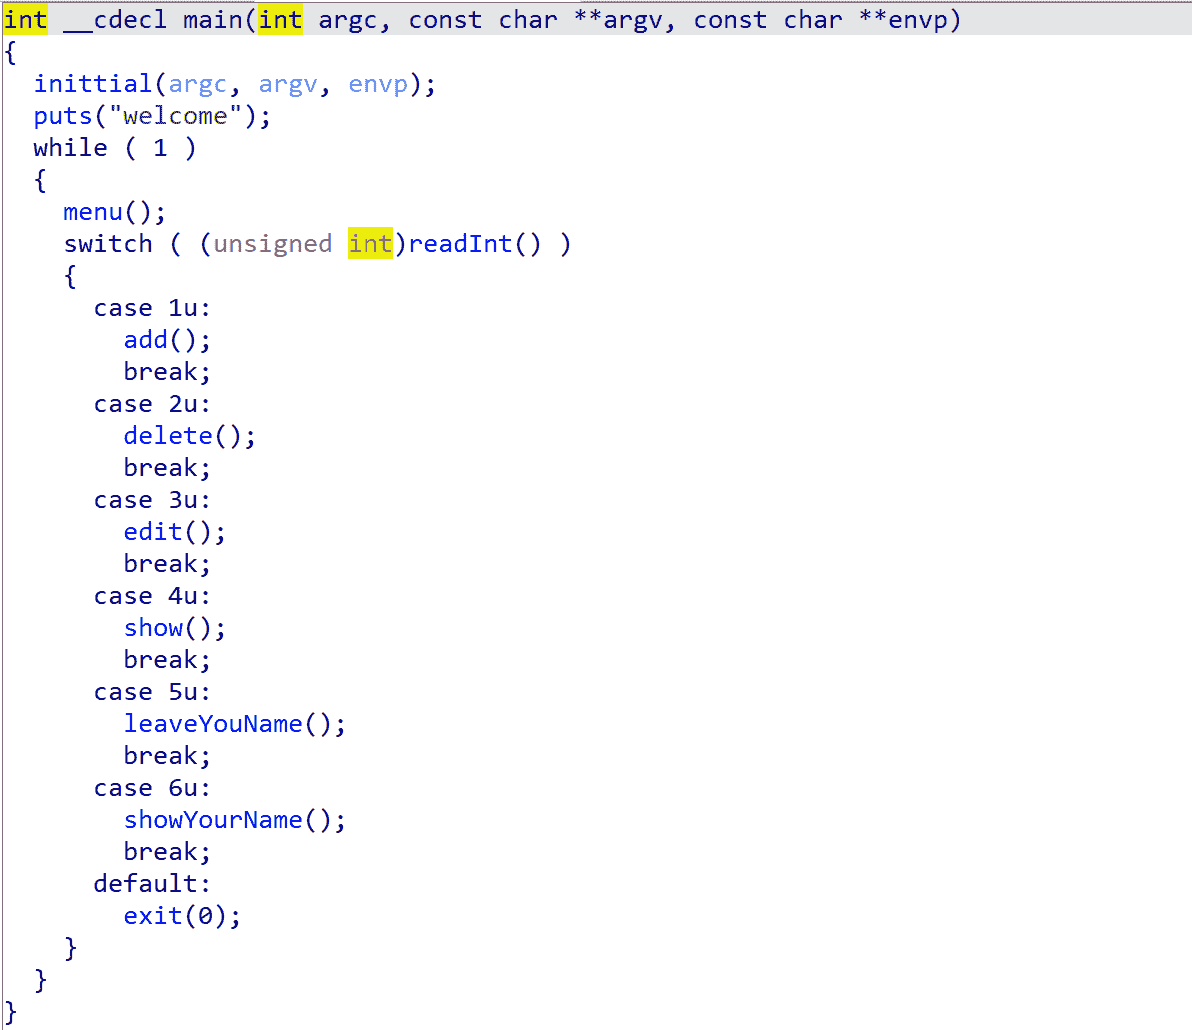 int __cdecl main(int argc, const char **argv, const char **envp)
{
  inittial(argc, argv, envp);
  puts("welcome");
  while ( 1 )
  {
    menu();
    switch ( (unsigned int)readInt() )
    {
      case 1u:
        add();
        break;
      case 2u:
        delete();
        break;
      case 3u:
        edit();
        break;
      case 4u:
        show();
        break;
      case 5u:
        leaveYouName();
        break;
      case 6u:
        showYourName();
        break;
      default:
        exit(0);
    }
  }
}